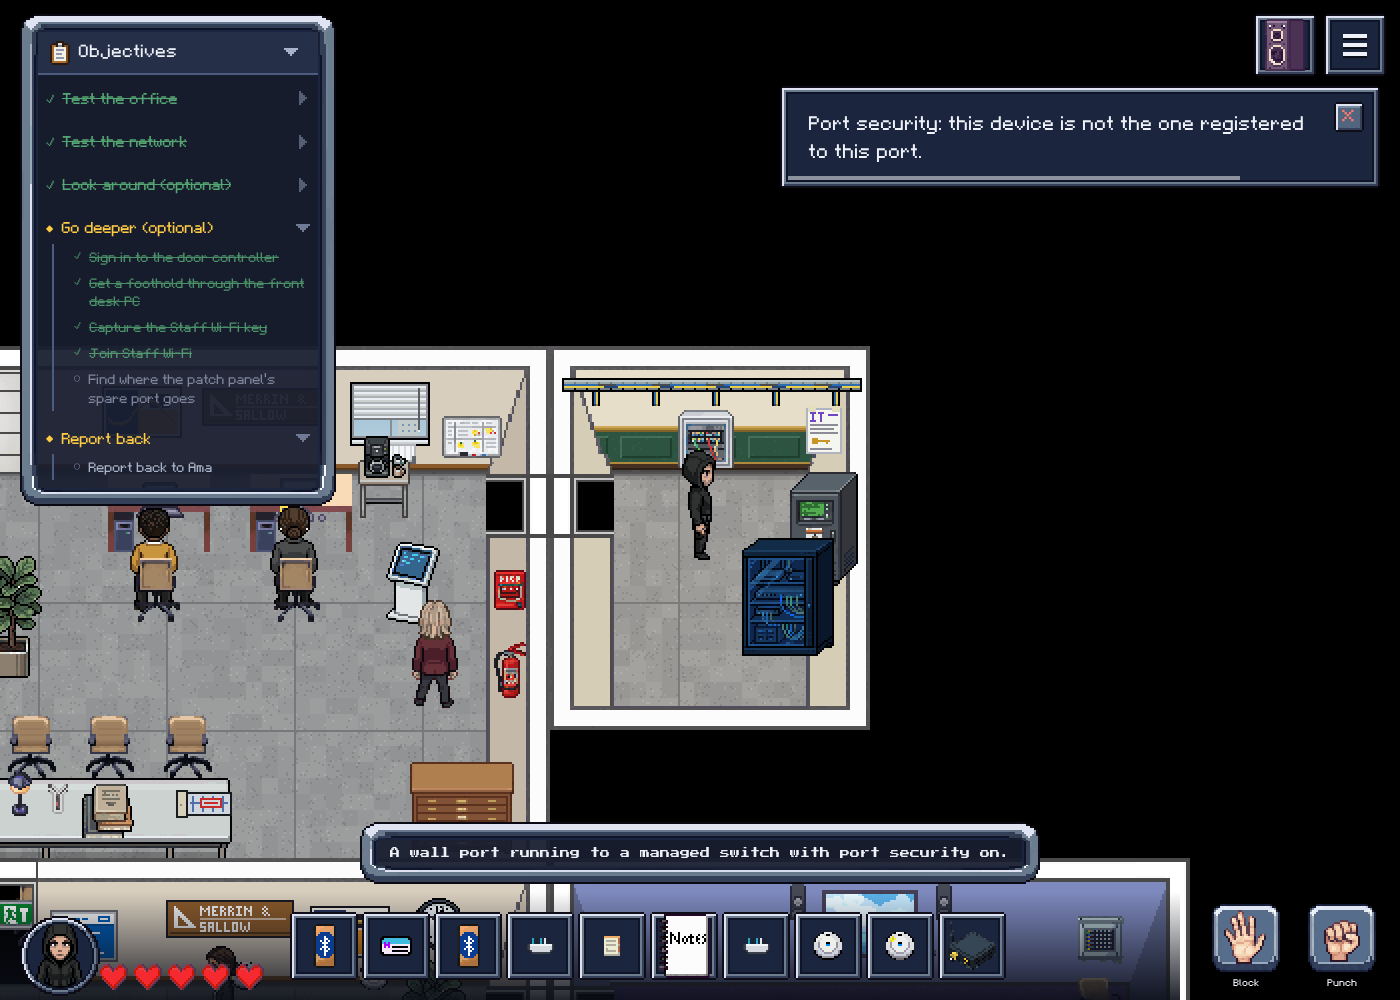 Objectives
Test the office
Test the network
Look around (optional)
Go deeper (optional)
Sign in to the door controller
Get a foothold through the front
desk PC
Capture the Staff Wi-Fi key
Join Staff Wi-Fi
Find where the patch panel's
spare port goes
Report back
Report back to Ama
Port security: this device is not the one registered
to this port.
MERRIN &
SALLOW
IT
FIRE
A wall port running to a managed switch with port security on.
MERRIN &
SALLOW
Notes
Block
Punch